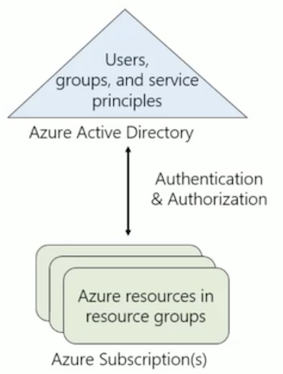 Users,
groups, and service
principles
Azure Active Directory
Authentication
& Authorization
Azure resources in
resource groups
Azure Subscription(s)